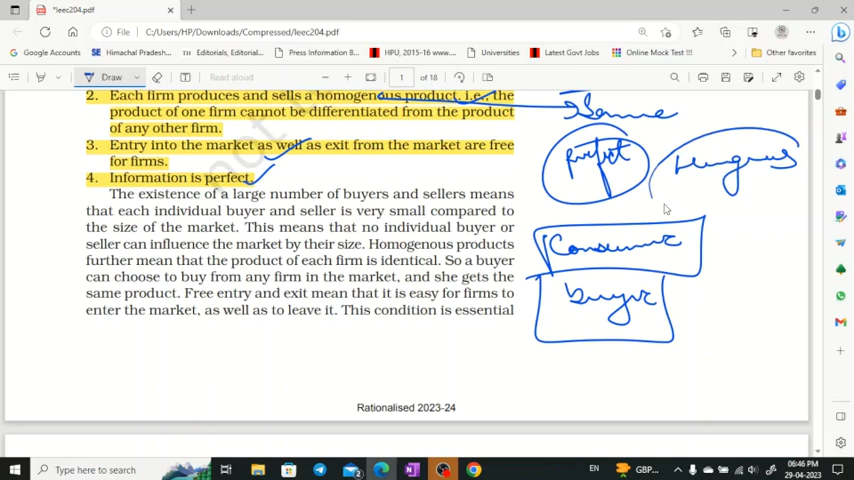 *leec204.pdf
File
C:/Users/HP/Downloads/Compressed/leec204.pdf
Google Accounts
Himachal Pradesh
Editorials, Editorial...
Press Information B...
HPU, 2015-16 www....
Universities
Latest Govt Jobs
Online Mock Test
Other favorites
Draw
Read aloud
1
of 18
2. Each firm produces and sells a homogenous product, i.e., the
product of one firm cannot be differentiated from the product
of any other firm.
3. Entry into the market as well as exit from the market are free
for firms.
4. Information is perfect.
The existence of a large number of buyers and sellers means
that each individual buyer and seller is very small compared to
the size of the market. This means that no individual buyer or
seller can influence the market by their size. Homogenous products
further mean that the product of each firm is identical. So a buyer
can choose to buy from any firm in the market, and she gets the
same product. Free entry and exit mean that it is easy for firms to
enter the market, as well as to leave it. This condition is essential
Same
perfect
Consumer
buyer
Rationalised 2023-24
Type here to search
EN
GBP...
06:46 PM
29-04-2023